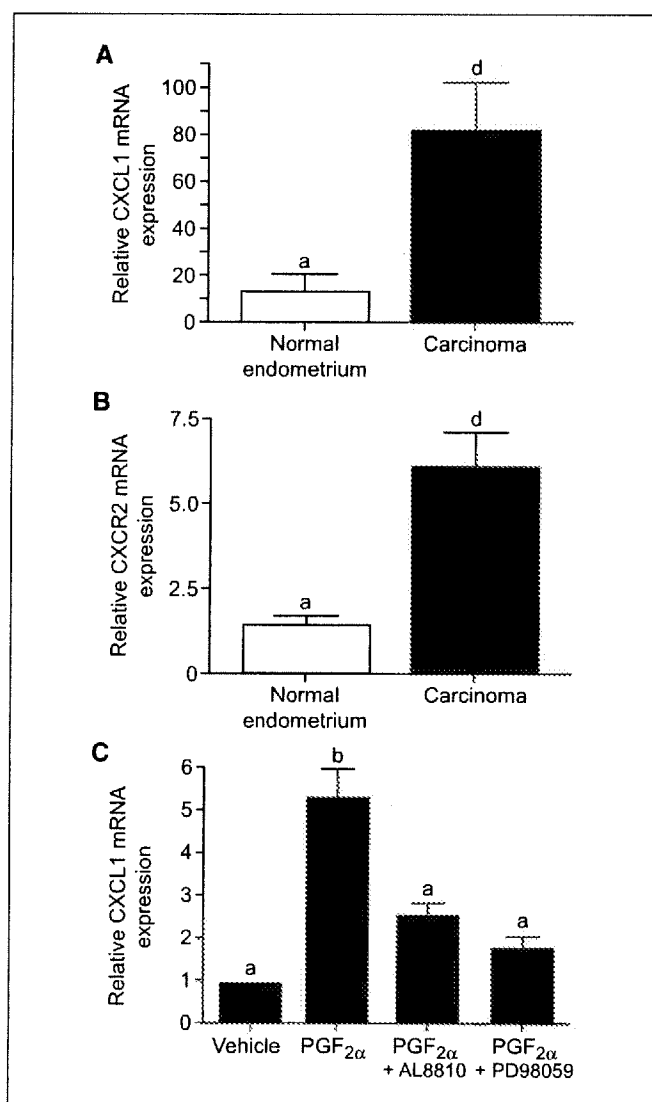 A
Relative CXCL1 mRNA
expression
100
80
60
40
20
0
a
d
Normal
endometrium
Carcinoma
B
Relative CXCR2 mRNA
expression
7.5
5.0
2.5
0
a
d
Normal
endometrium
Carcinoma
C
Relative CXCL1 mRNA
expression
6
5
4
3
2
1
0
a
b
a
a
Vehicle
PGF2α
PGF2α
+ AL8810
PGF2α
+ PD98059